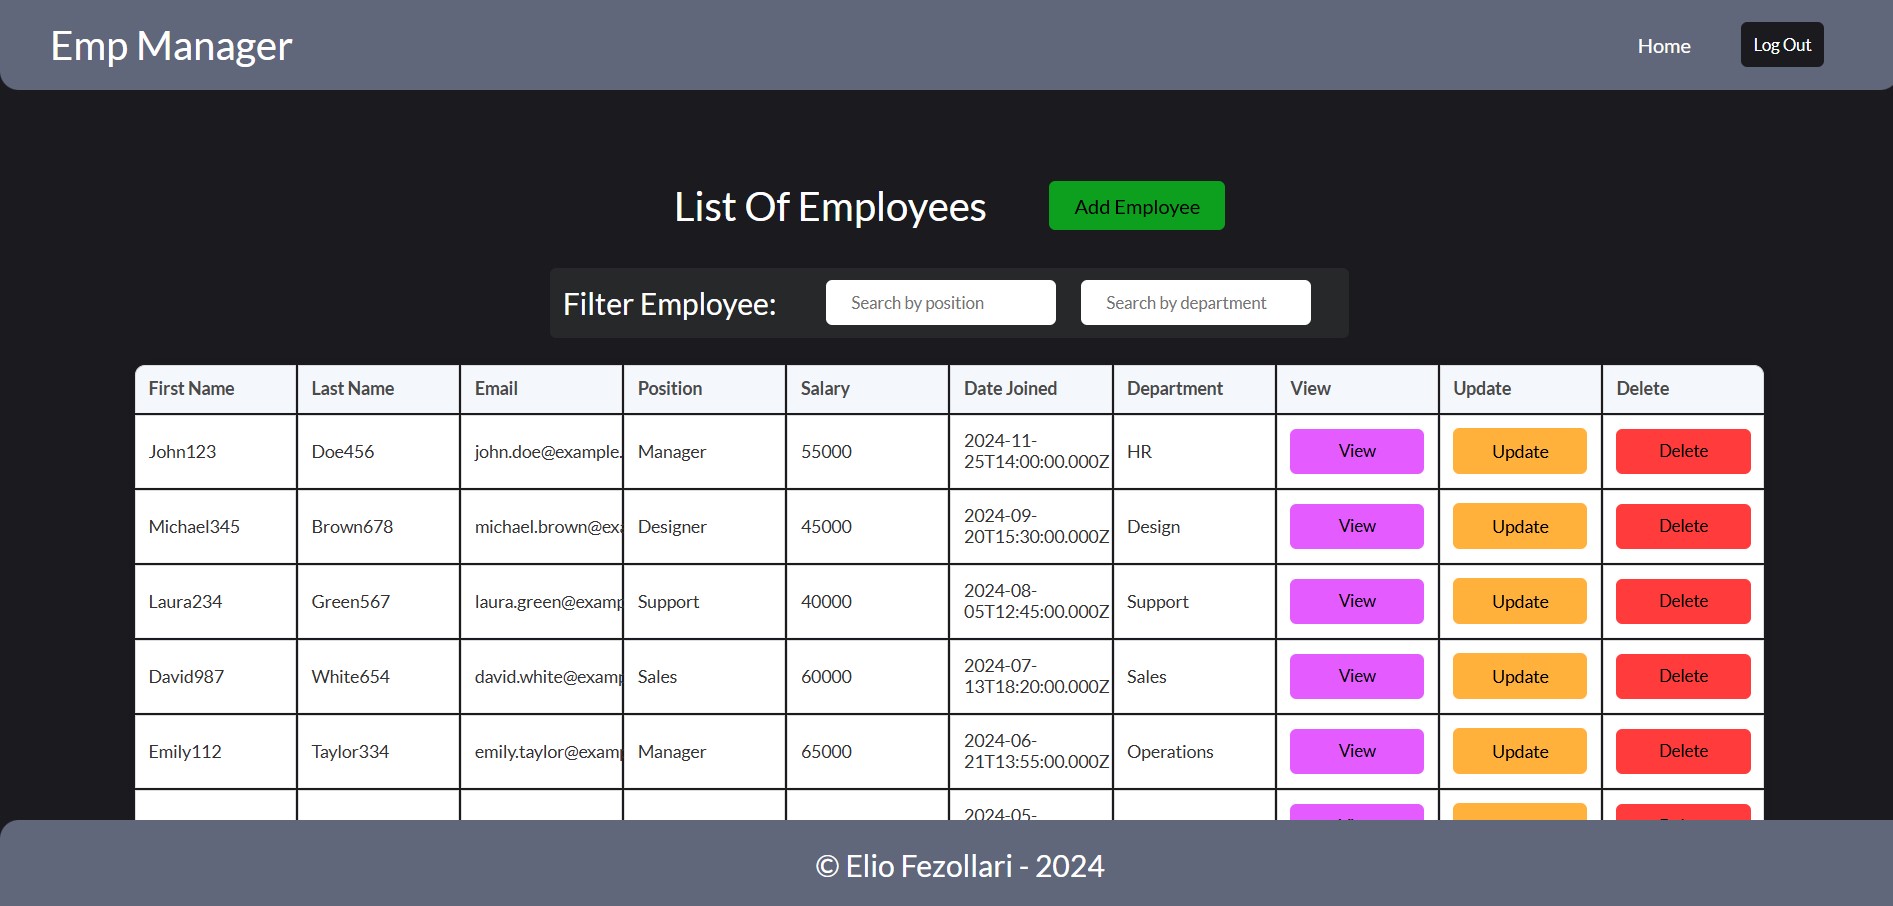 Emp Manager Home Log Out
List Of Employees Add Employee
Filter Employee: Search by position Search by department
First Name Last Name Email Position Salary Date Joined Department View Update Delete
John123 Doe456 john.doe@example. Manager 55000 2024-11-25T14:00:00.000Z HR View Update Delete
Michael345 Brown678 michael.brown@exa Designer 45000 2024-09-20T15:30:00.000Z Design View Update Delete
Laura234 Green567 laura.green@examp Support 40000 2024-08-05T12:45:00.000Z Support View Update Delete
David987 White654 david.white@examp Sales 60000 2024-07-13T18:20:00.000Z Sales View Update Delete
Emily112 Taylor334 emily.taylor@examp Manager 65000 2024-06-21T13:55:00.000Z Operations View Update Delete
2024-05-
© Elio Fezollari - 2024